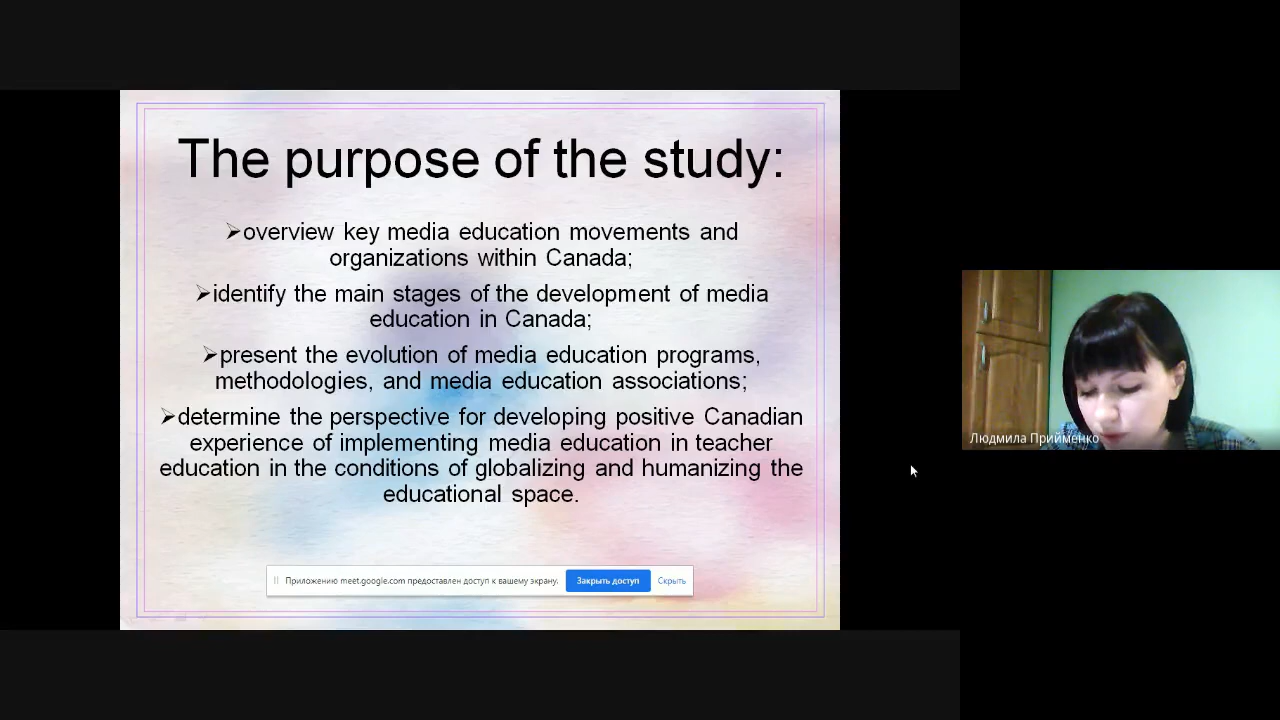 The purpose of the study:
➢overview key media education movements and
organizations within Canada;
➢identify the main stages of the development of media
education in Canada;
➢present the evolution of media education programs,
methodologies, and media education associations;
➢determine the perspective for developing positive Canadian
experience of implementing media education in teacher
education in the conditions of globalizing and humanizing the
educational space.
Приложению meet.google.com предоставлен доступ к вашему экрану. Закрыть доступ Скрыть
Людмила Прийменко